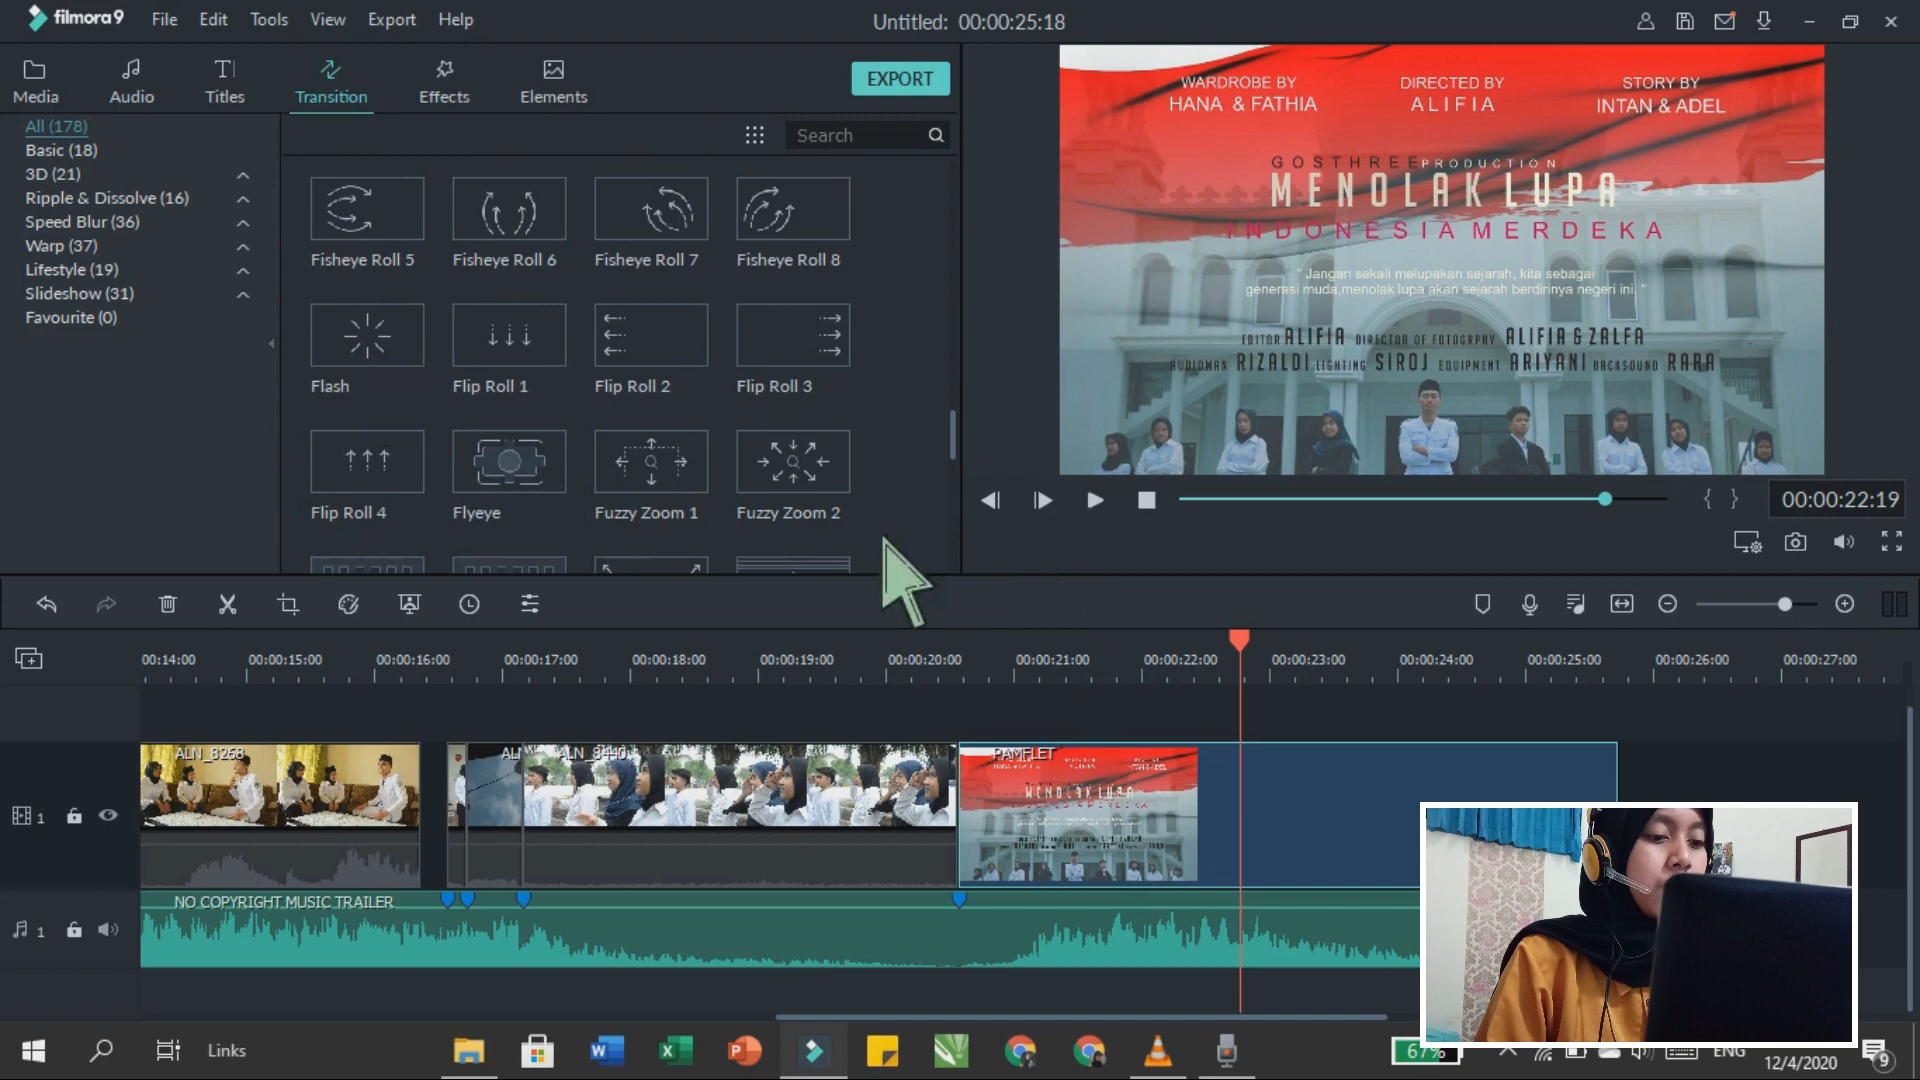 filmora9 File Edit Tools View Export Help
Untitled: 00:00:25:18
Media Audio Titles Transition Effects Elements
EXPORT
All (178)
Basic (18)
3D (21)
Ripple & Dissolve (16)
Speed Blur (36)
Warp (37)
Lifestyle (19)
Slideshow (31)
Favourite (0)
Search
Fisheye Roll 5 Fisheye Roll 6 Fisheye Roll 7 Fisheye Roll 8
Flash Flip Roll 1 Flip Roll 2 Flip Roll 3
Flip Roll 4 Flyeye Fuzzy Zoom 1 Fuzzy Zoom 2
WARDROBE BY DIRECTED BY STORY BY
HANA & FATHIA ALIFIA INTAN & ADEL
GOSTHREEPRODUCTION
MENOLAK LUPA
INDONESIA MERDEKA
" Jangan sekali melupakan sejarah, kita sebagai
generasi muda,menolak lupa akan sejarah berdirinya negeri ini. "
EDITOR ALIFIA DIRECTOR OF FOTOGRPHY ALIFIA & ZALFA
AUDIOMAN RIZALDI LIGHTING SIROJ EQUIPMENT ARIYANI BACKSOUND RARA
{ } 00:00:22:19
00:14:00 00:00:15:00 00:00:16:00 00:00:17:00 00:00:18:00 00:00:19:00 00:00:20:00 00:00:21:00 00:00:22:00 00:00:23:00 00:00:24:00 00:00:25:00 00:00:26:00 00:00:27:00
ALN_8268 ALN ALN_8440 PAMFLET
MENOLAK LUPA
1
NO COPYRIGHT MUSIC TRAILER
1
Links
67%
ENG
12/4/2020
9